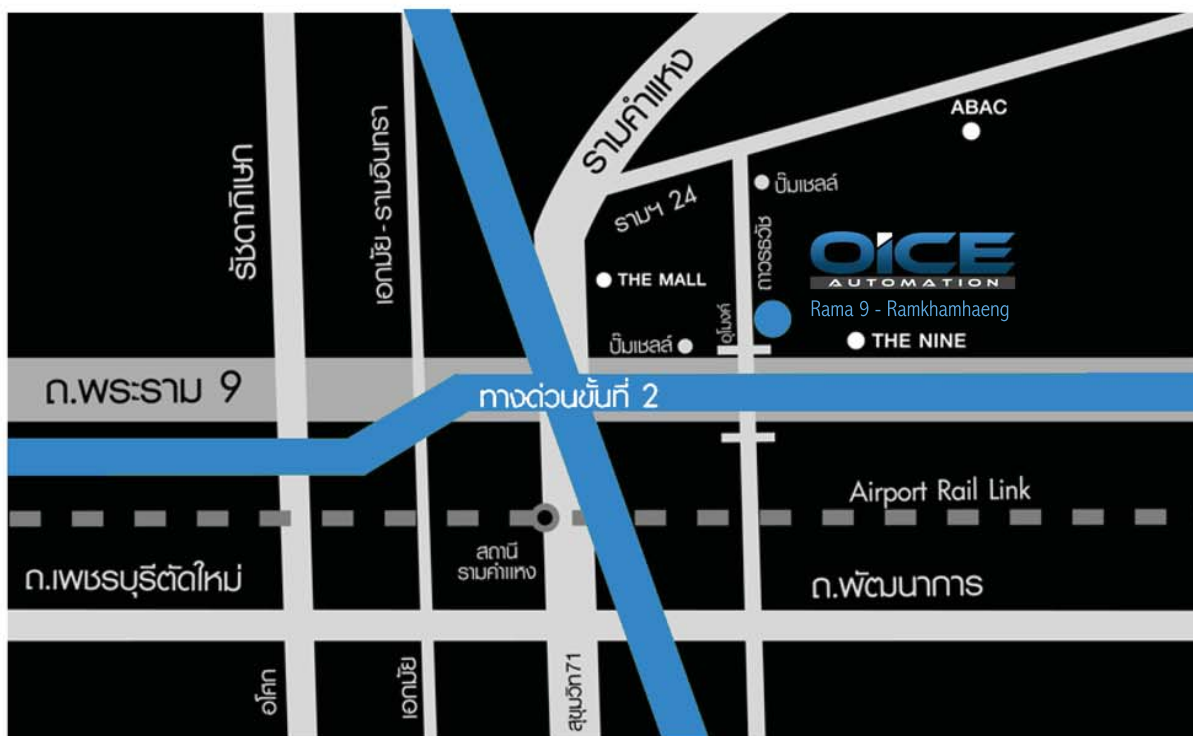 รามคำแหง
ABAC
รัชดาภิเษก
เอกมัย - รามอินทรา
ปั๊มเชลล์
รามฯ 24
ถาวรธวัช
OiCE
AUTOMATION
Rama 9 - Ramkhamhaeng
THE MALL
อุโมงค์
ปั๊มเชลล์
THE NINE
ถ.พระราม 9
ทางด่วนขั้นที่ 2
Airport Rail Link
สถานี
รามคำแหง
ถ.เพชรบุรีตัดใหม่
ถ.พัฒนาการ
อโศก
เอกมัย
สุขุมวิท71